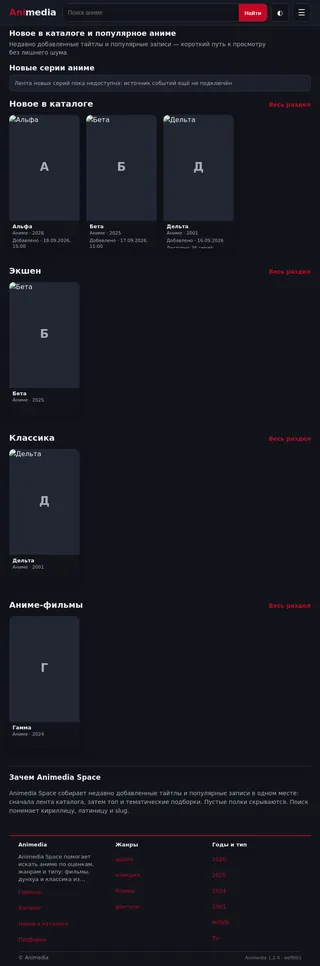 Animedia
Поиск аниме
Найти
Новое в каталоге и популярное аниме
Недавно добавленные тайтлы и популярные записи — короткий путь к просмотру
без лишнего шума.
Новые серии аниме
Лента новых серий пока недоступна: источник событий ещё не подключён
Новое в каталоге
Весь раздел
Альфа
А
Альфа
Аниме · 2026
Добавлено · 18.09.2026,
15:00
Бета
Б
Бета
Аниме · 2025
Добавлено · 17.09.2026,
11:00
Дельта
Д
Дельта
Аниме · 2001
Добавлено · 16.09.2026
Экшен
Весь раздел
Бета
Б
Бета
Аниме · 2025
Классика
Весь раздел
Дельта
Д
Дельта
Аниме · 2001
Аниме-фильмы
Весь раздел
Г
Гамма
Аниме · 2024
Зачем Animedia Space
Animedia Space собирает недавно добавленные тайтлы и популярные записи в одном месте:
сначала лента каталога, затем топ и тематические подборки. Пустые полки скрываются. Поиск
понимает кириллицу, латиницу и slug.
Animedia
Animedia Space помогает
искать аниме по оценкам,
жанрам и типу: фильмы,
дунхуа и классика из…
Главная
Каталог
Новое в каталоге
Подборки
Жанры
комедия
фэнтези
Годы и тип
2026
2025
2024
2001
MOVIE
TV
© Animedia